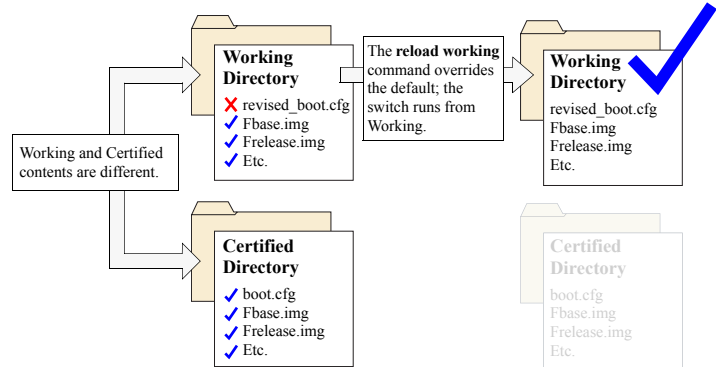 Working and Certified
contents are different.
Working
Directory
revised_boot.cfg
Fbase.img
Frelease.img
Etc.
The reload working
command overrides
the default; the
switch runs from
Working.
Working
Directory
revised_boot.cfg
Fbase.img
Frelease.img
Etc.
Certified
Directory
boot.cfg
Fbase.img
Frelease.img
Etc.
Certified
Directory
boot.cfg
Fbase.img
Frelease.img
Etc.